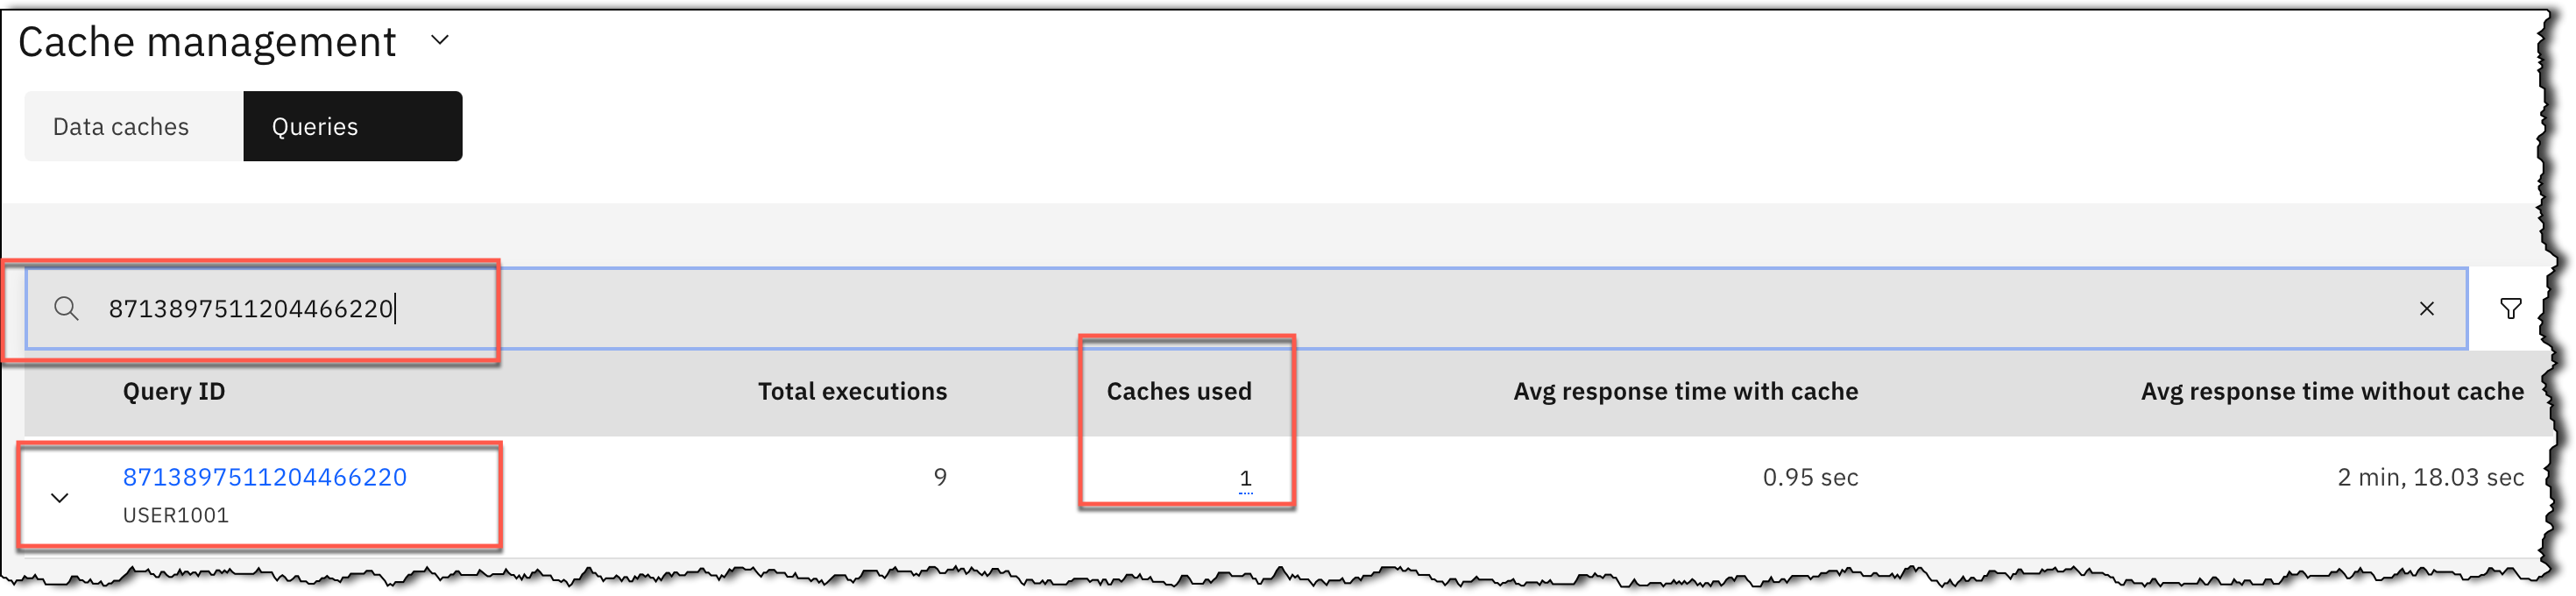 Cache management
Data caches Queries
8713897511204466220
Query ID Total executions Caches used Avg response time with cache Avg response time without cache
8713897511204466220 9 1 0.95 sec 2 min, 18.03 sec
USER1001